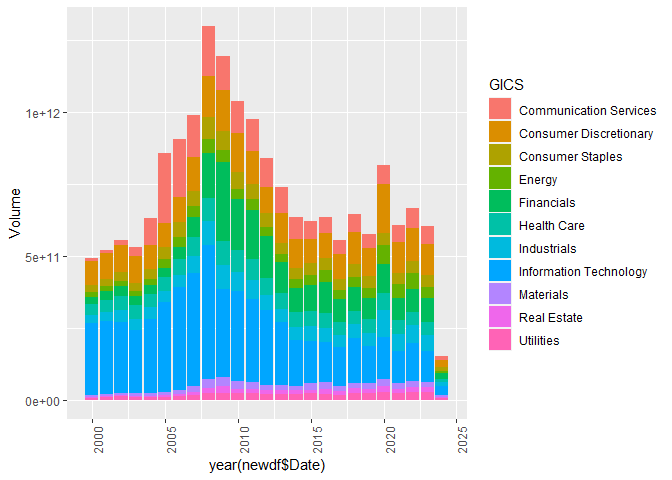 GICS
Communication Services
Consumer Discretionary
Consumer Staples
Energy
Financials
Health Care
Industrials
Information Technology
Materials
Real Estate
Utilities
Volume
1e+12
5e+11
0e+00
2000
2005
2010
2015
2020
2025
year(newdf$Date)